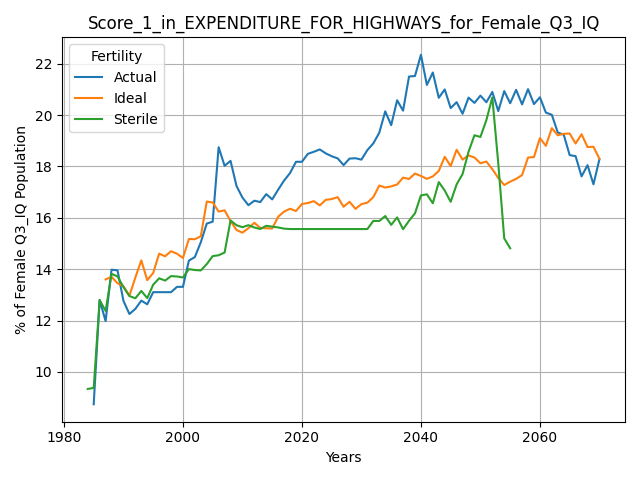 Score_1_in_EXPENDITURE_FOR_HIGHWAYS_for_Female_Q3_IQ
Fertility
Actual
Ideal
Sterile
% of Female Q3_IQ Population
22
20
18
16
14
12
10
1980
2000
2020
2040
2060
Years